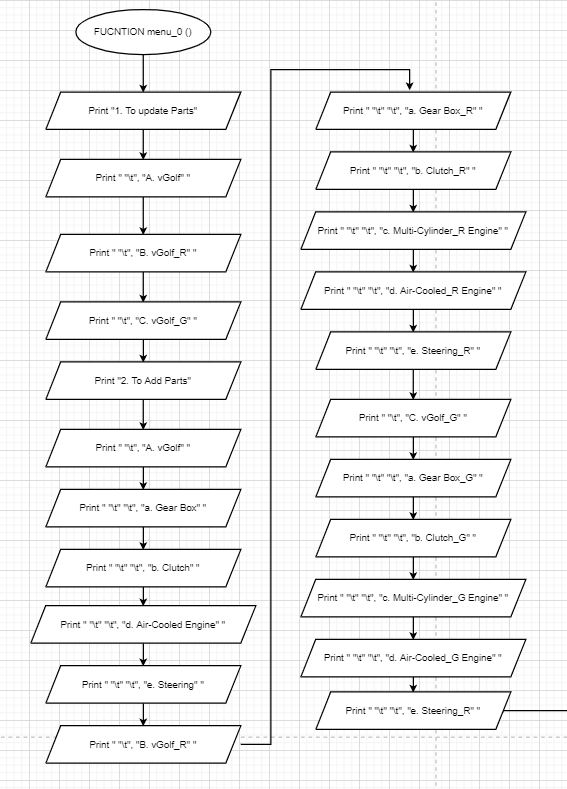 FUCNTION menu_0 ()
Print "1. To update Parts"
Print " "\t", "A. vGolf" "
Print " "\t", "B. vGolf_R" "
Print " "\t", "C. vGolf_G" "
Print "2. To Add Parts"
Print " "\t", "A. vGolf" "
Print " "\t" "\t", "a. Gear Box" "
Print " "\t" "\t", "b. Clutch" "
Print " "\t" "\t", "d. Air-Cooled Engine" "
Print " "\t" "\t", "e. Steering" "
Print " "\t", "B. vGolf_R" "
Print " "\t" "\t", "a. Gear Box_R" "
Print " "\t" "\t", "b. Clutch_R" "
Print " "\t" "\t", "c. Multi-Cylinder_R Engine" "
Print " "\t" "\t", "d. Air-Cooled_R Engine" "
Print " "\t" "\t", "e. Steering_R" "
Print " "\t", "C. vGolf_G" "
Print " "\t" "\t", "a. Gear Box_G" "
Print " "\t" "\t", "b. Clutch_G" "
Print " "\t" "\t", "c. Multi-Cylinder_G Engine" "
Print " "\t" "\t", "d. Air-Cooled_G Engine" "
Print " "\t" "\t", "e. Steering_R" "